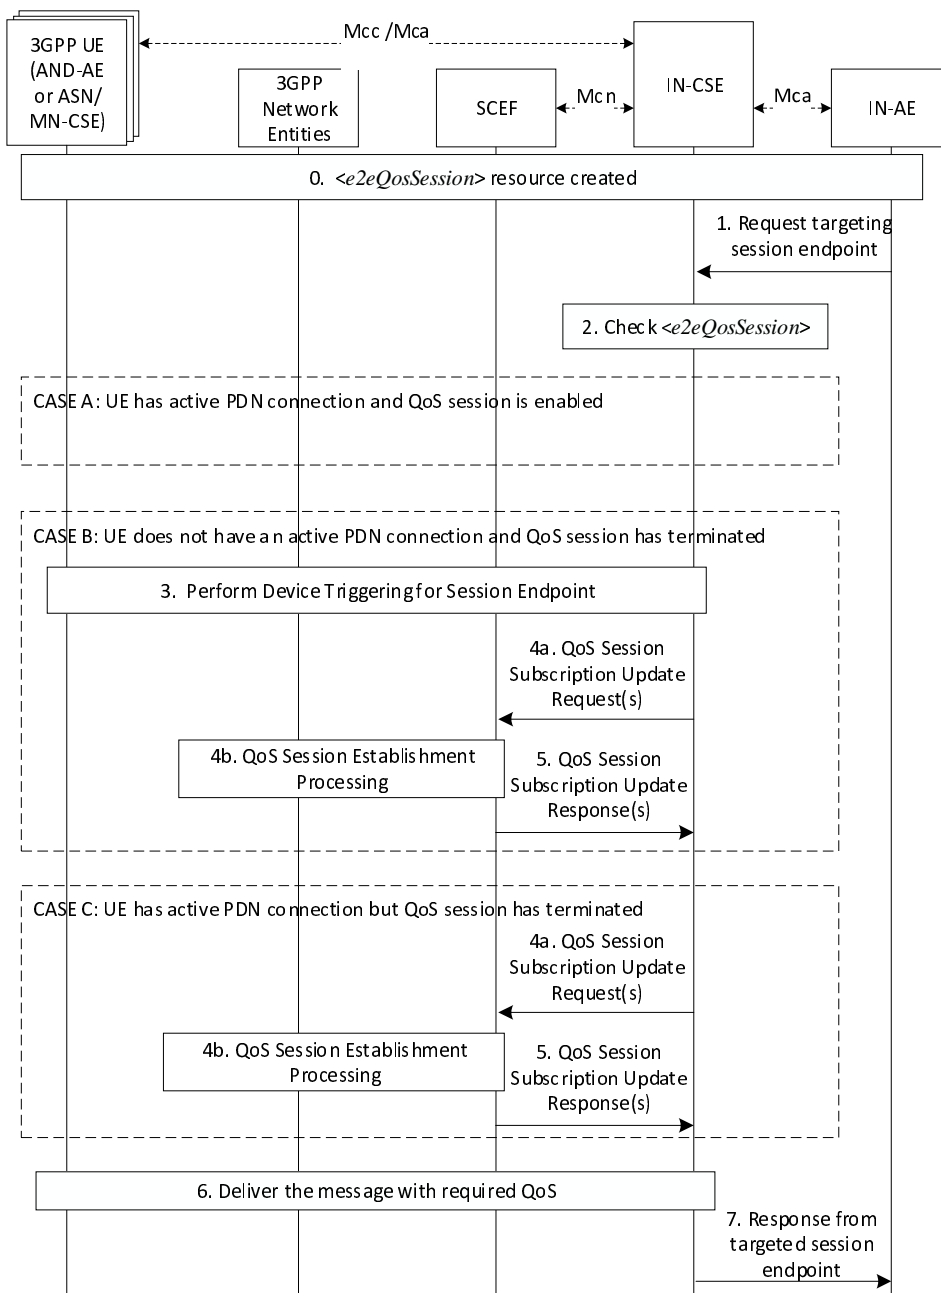 Mcc /Mca
3GPP UE
(AND-AE
or ASN/
MN-CSE)
3GPP
Network
Entities
SCEF
Mcn
IN-CSE
Mca
IN-AE
0. <e2eQosSession> resource created
1. Request targeting
session endpoint
2. Check <e2eQosSession>
CASE A: UE has active PDN connection and QoS session is enabled
CASE B: UE does not have an active PDN connection and QoS session has terminated
3. Perform Device Triggering for Session Endpoint
4a. QoS Session
Subscription Update
Request(s)
4b. QoS Session Establishment
Processing
5. QoS Session
Subscription Update
Response(s)
CASE C: UE has active PDN connection but QoS session has terminated
4a. QoS Session
Subscription Update
Request(s)
4b. QoS Session Establishment
Processing
5. QoS Session
Subscription Update
Response(s)
6. Deliver the message with required QoS
7. Response from
targeted session
endpoint